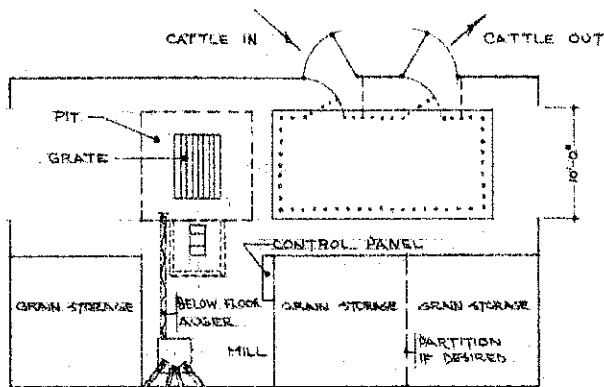 CATTLE IN
CATTLE OUT
PIT
GRATE
10'-0"
CONTROL PANEL
GRAIN STORAGE
BELOW FLOOR
AUGER
GRAIN STORAGE
GRAIN STORAGE
MILL
PARTITION
IF DESIRED